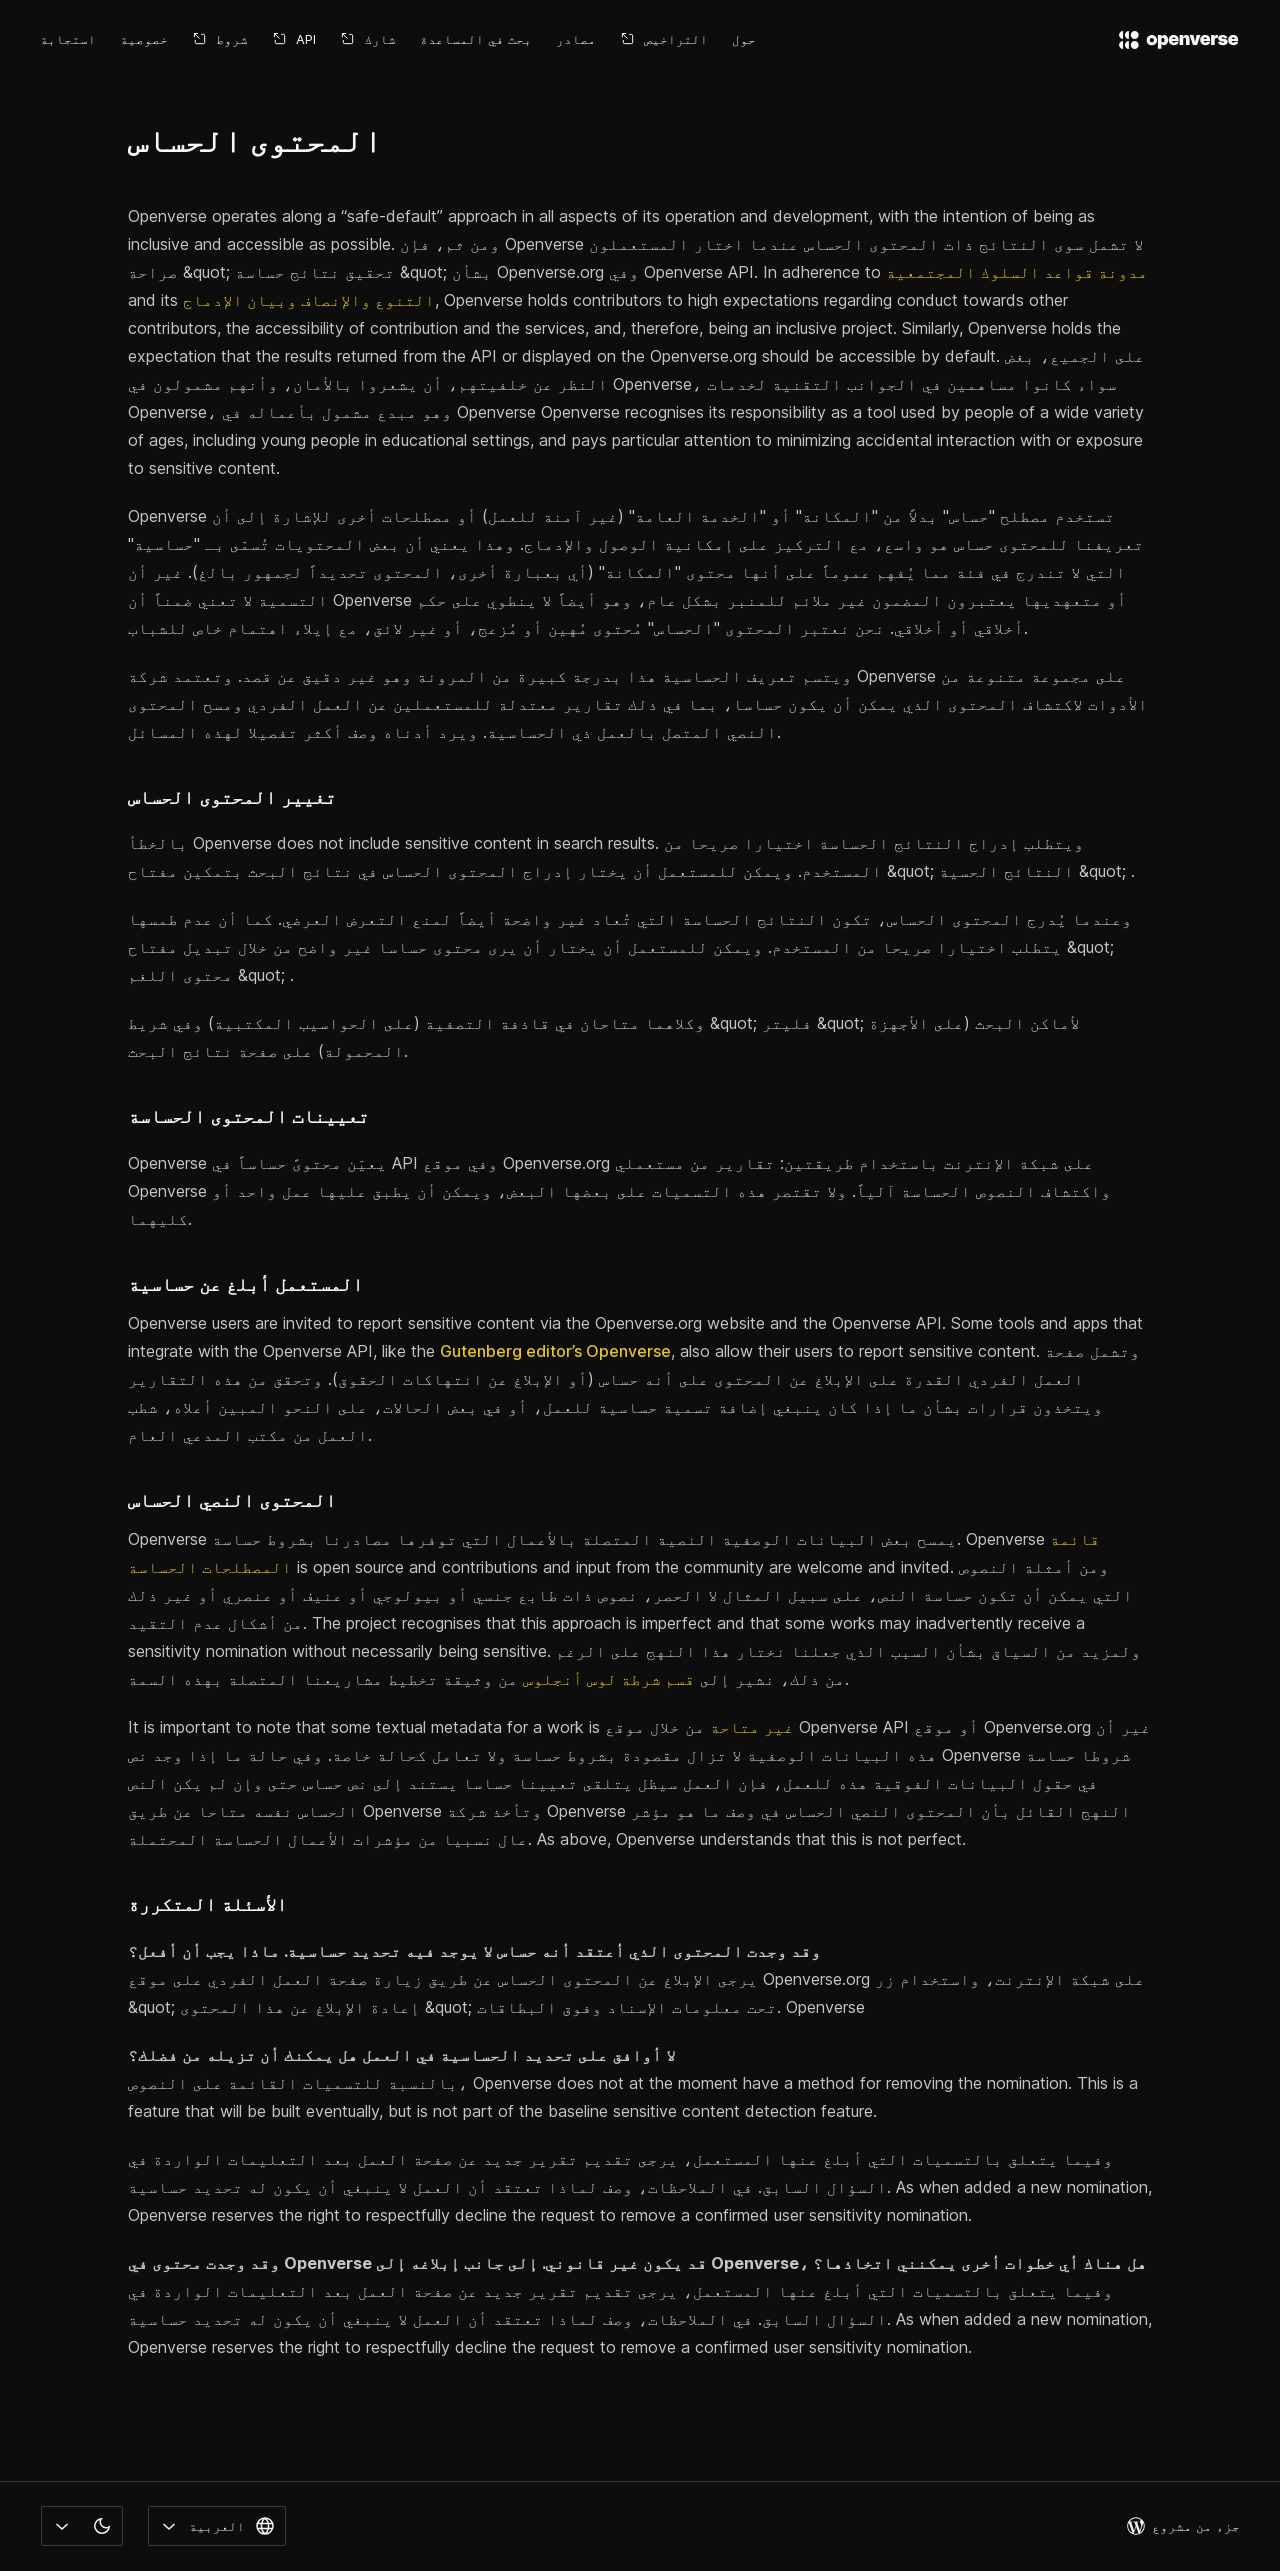 openverse
حول
التراخيص
مصادر
بحث في المساعدة
شارك
API
شروط
خصوصية
استجابة
المحتوى الحساس
Openverse operates along a “safe-default” approach in all aspects of its operation and development, with the intention of being as
inclusive and accessible as possible. ومن ثم، فإن Openverse لا تشمل سوى النتائج ذات المحتوى الحساس عندما اختار المستعملون
صراحة &quot; تحقيق نتائج حساسة &quot; بشأن Openverse.org وفي Openverse API. In adherence to مدونة قواعد السلوك المجتمعية
and its التنوع والإنصاف وبيان الإدماج, Openverse holds contributors to high expectations regarding conduct towards other
contributors, the accessibility of contribution and the services, and, therefore, being an inclusive project. Similarly, Openverse holds the
expectation that the results returned from the API or displayed on the Openverse.org should be accessible by default. على الجميع، بغض
النظر عن خلفيتهم، أن يشعروا بالأمان، وأنهم مشمولون في Openverse، سواء كانوا مساهمين في الجوانب التقنية لخدمات
Openverse، وهو مبدع مشمول بأعماله في Openverse Openverse recognises its responsibility as a tool used by people of a wide variety
of ages, including young people in educational settings, and pays particular attention to minimizing accidental interaction with or exposure
to sensitive content.
Openverse تستخدم مصطلح "حساس" بدلاً من "المكانة" أو "الخدمة العامة" (غير آمنة للعمل) أو مصطلحات أخرى للإشارة إلى أن
تعريفنا للمحتوى حساس هو واسع، مع التركيز على إمكانية الوصول والإدماج. وهذا يعني أن بعض المحتويات تُسمّى بـ "حساسية"
التي لا تندرج في فئة مما يُفهم عموماً على أنها محتوى "المكانة" (أي بعبارة أخرى، المحتوى تحديداً لجمهور بالغ). غير أن
التسمية لا تعني ضمناً أن Openverse أو متعهديها يعتبرون المضمون غير ملائم للمنبر بشكل عام، وهو أيضاً لا ينطوي على حكم
أخلاقي أو أخلاقي. نحن نعتبر المحتوى "الحساس" مُحتوى مُهين أو مُزعج، أو غير لائق، مع إيلاء اهتمام خاص للشباب.
ويتسم تعريف الحساسية هذا بدرجة كبيرة من المرونة وهو غير دقيق عن قصد. وتعتمد شركة Openverse على مجموعة متنوعة من
الأدوات لاكتشاف المحتوى الذي يمكن أن يكون حساسا، بما في ذلك تقارير معتدلة للمستعملين عن العمل الفردي ومسح المحتوى
النصي المتصل بالعمل ذي الحساسية. ويرد أدناه وصف أكثر تفصيلا لهذه المسائل.
تغيير المحتوى الحساس
بالخطأ Openverse does not include sensitive content in search results. ويتطلب إدراج النتائج الحساسة اختيارا صريحا من
المستخدم. ويمكن للمستعمل أن يختار إدراج المحتوى الحساس في نتائج البحث بتمكين مفتاح &quot; النتائج الحسية &quot; .
وعندما يُدرج المحتوى الحساس، تكون النتائج الحساسة التي تُعاد غير واضحة أيضاً لمنع التعرض العرضي. كما أن عدم طمسها
يتطلب اختيارا صريحا من المستخدم. ويمكن للمستعمل أن يختار أن يرى محتوى حساسا غير واضح من خلال تبديل مفتاح &quot;
محتوى اللغم &quot; .
وكلاهما متاحان في قاذفة التصفية (على الحواسيب المكتبية) وفي شريط &quot; فليتر &quot; لأماكن البحث (على الأجهزة
المحمولة) على صفحة نتائج البحث.
تعيينات المحتوى الحساسة
Openverse يعيّن محتوىً حساساً في API وفي موقع Openverse.org على شبكة الإنترنت باستخدام طريقتين: تقارير من مستعملي
Openverse واكتشاف النصوص الحساسة آلياً. ولا تقتصر هذه التسميات على بعضها البعض، ويمكن أن يطبق عليها عمل واحد أو
كليهما.
المستعمل أبلغ عن حساسية
Openverse users are invited to report sensitive content via the Openverse.org website and the Openverse API. Some tools and apps that
integrate with the Openverse API, like the Gutenberg editor’s Openverse, also allow their users to report sensitive content. وتشمل صفحة
العمل الفردي القدرة على الإبلاغ عن المحتوى على أنه حساس (أو الإبلاغ عن انتهاكات الحقوق). وتحقق من هذه التقارير
ويتخذون قرارات بشأن ما إذا كان ينبغي إضافة تسمية حساسية للعمل، أو في بعض الحالات، على النحو المبين أعلاه، شطب
العمل من مكتب المدعي العام.
المحتوى النصي الحساس
Openverse يمسح بعض البيانات الوصفية النصية المتصلة بالأعمال التي توفرها مصادرنا بشروط حساسة. Openverse قائمة
المصطلحات الحساسة is open source and contributions and input from the community are welcome and invited. ومن أمثلة النصوص
التي يمكن أن تكون حساسة النص، على سبيل المثال لا الحصر، نصوص ذات طابع جنسي أو بيولوجي أو عنيف أو عنصري أو غير ذلك
من أشكال عدم التقيد. The project recognises that this approach is imperfect and that some works may inadvertently receive a
sensitivity nomination without necessarily being sensitive. ولمزيد من السياق بشأن السبب الذي جعلنا نختار هذا النهج على الرغم
من ذلك، نشير إلى قسم شرطة لوس أنجلوس من وثيقة تخطيط مشاريعنا المتصلة بهذه السمة.
It is important to note that some textual metadata for a work is غير متاحة من خلال موقع Openverse API أو موقع Openverse.org غير أن
هذه البيانات الوصفية لا تزال مقصودة بشروط حساسة ولا تعامل كحالة خاصة. وفي حالة ما إذا وجد نص Openverse شروطا حساسة
في حقول البيانات الفوقية هذه للعمل، فإن العمل سيظل يتلقى تعيينا حساسا يستند إلى نص حساس حتى وإن لم يكن النص
الحساس نفسه متاحا عن طريق Openverse وتأخذ شركة Openverse النهج القائل بأن المحتوى النصي الحساس في وصف ما هو مؤشر
عال نسبيا من مؤشرات الأعمال الحساسة المحتملة. As above, Openverse understands that this is not perfect.
الأسئلة المتكررة
وقد وجدت المحتوى الذي أعتقد أنه حساس لا يوجد فيه تحديد حساسية. ماذا يجب أن أفعل؟
يرجى الإبلاغ عن المحتوى الحساس عن طريق زيارة صفحة العمل الفردي على موقع Openverse.org على شبكة الإنترنت، واستخدام زر
&quot; إعادة الإبلاغ عن هذا المحتوى &quot; تحت معلومات الإسناد وفوق البطاقات. Openverse
لا أوافق على تحديد الحساسية في العمل هل يمكنك أن تزيله من فضلك؟
بالنسبة للتسميات القائمة على النصوص، Openverse does not at the moment have a method for removing the nomination. This is a
feature that will be built eventually, but is not part of the baseline sensitive content detection feature.
وفيما يتعلق بالتسميات التي أبلغ عنها المستعمل، يرجى تقديم تقرير جديد عن صفحة العمل بعد التعليمات الواردة في
السؤال السابق. في الملاحظات، وصف لماذا تعتقد أن العمل لا ينبغي أن يكون له تحديد حساسية. As when added a new nomination,
Openverse reserves the right to respectfully decline the request to remove a confirmed user sensitivity nomination.
وقد وجدت محتوى في Openverse قد يكون غير قانوني. إلى جانب إبلاغه إلى Openverse، هل هناك أي خطوات أخرى يمكنني اتخاذها؟
وفيما يتعلق بالتسميات التي أبلغ عنها المستعمل، يرجى تقديم تقرير جديد عن صفحة العمل بعد التعليمات الواردة في
السؤال السابق. في الملاحظات، وصف لماذا تعتقد أن العمل لا ينبغي أن يكون له تحديد حساسية. As when added a new nomination,
Openverse reserves the right to respectfully decline the request to remove a confirmed user sensitivity nomination.
جزء من مشروع
العربية